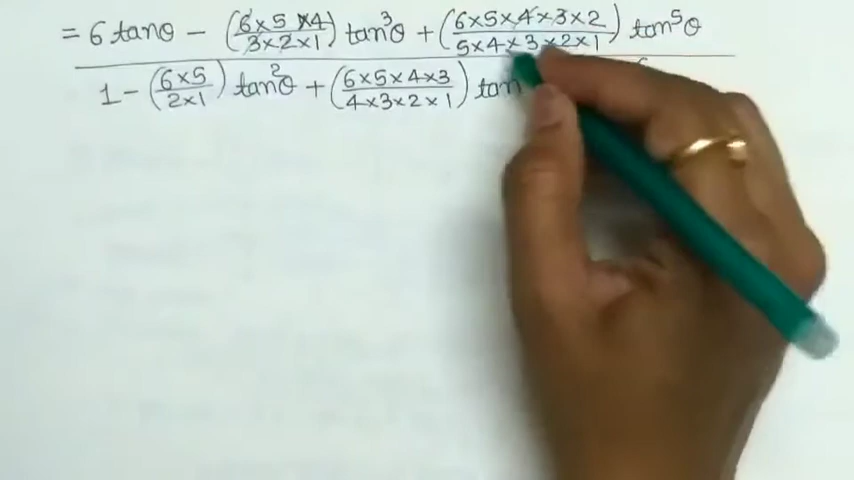 = 6 tanθ - (6×5×4 / 3×2×1) tan³θ + (6×5×4×3×2 / 5×4×3×2×1) tan⁵θ
1 - (6×5 / 2×1) tan²θ + (6×5×4×3 / 4×3×2×1) tan